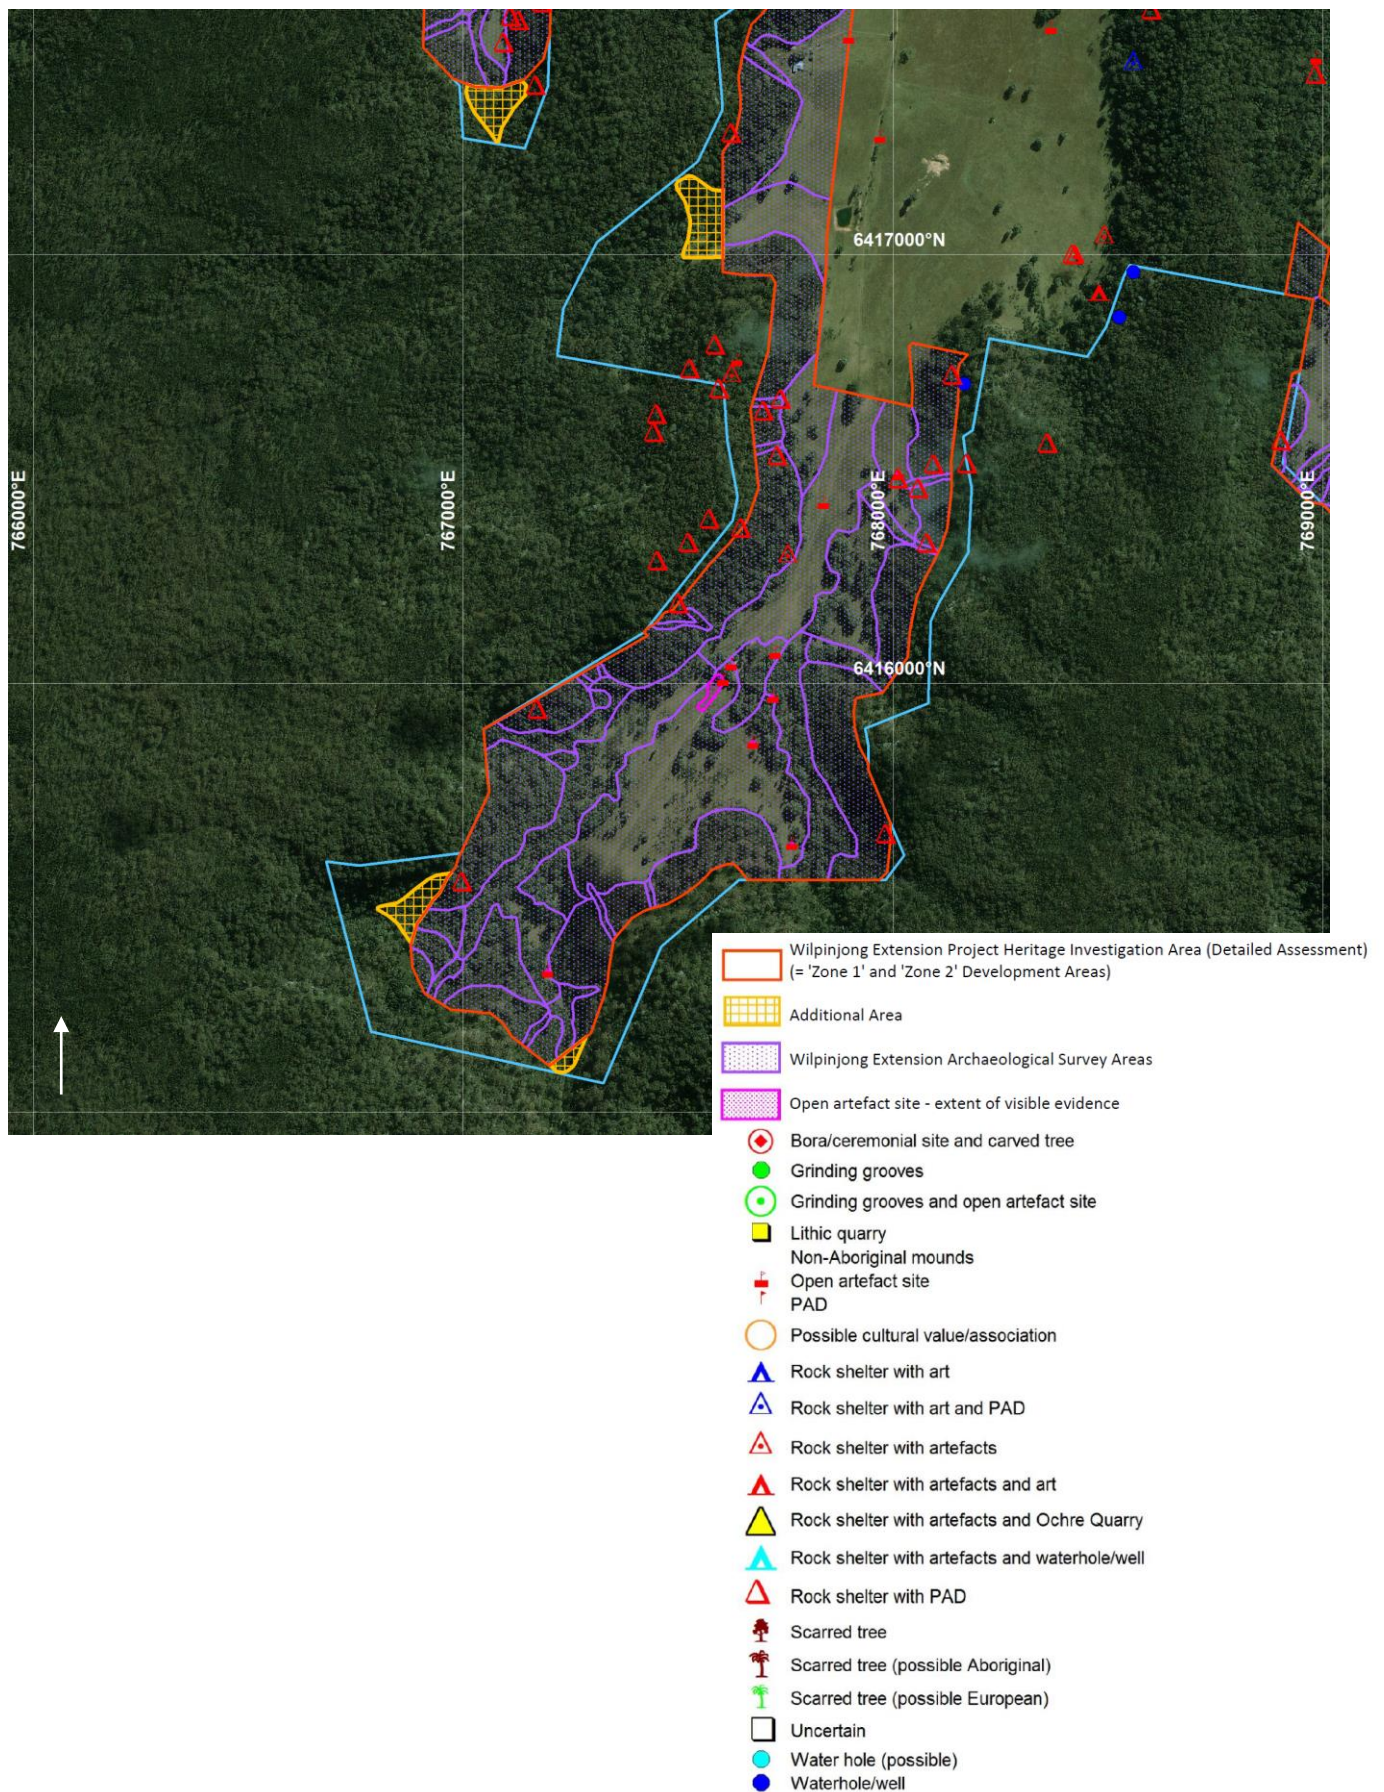 6417000°N
766000°E
767000°E
768000°E
769000°E
6416000°N
Wilpinjong Extension Project Heritage Investigation Area (Detailed Assessment)
(= 'Zone 1' and 'Zone 2' Development Areas)
Additional Area
Wilpinjong Extension Archaeological Survey Areas
Open artefact site - extent of visible evidence
Bora/ceremonial site and carved tree
Grinding grooves
Grinding grooves and open artefact site
Lithic quarry
Non-Aboriginal mounds
Open artefact site
PAD
Possible cultural value/association
Rock shelter with art
Rock shelter with art and PAD
Rock shelter with artefacts
Rock shelter with artefacts and art
Rock shelter with artefacts and Ochre Quarry
Rock shelter with artefacts and waterhole/well
Rock shelter with PAD
Scarred tree
Scarred tree (possible Aboriginal)
Scarred tree (possible European)
Uncertain
Water hole (possible)
Waterhole/well